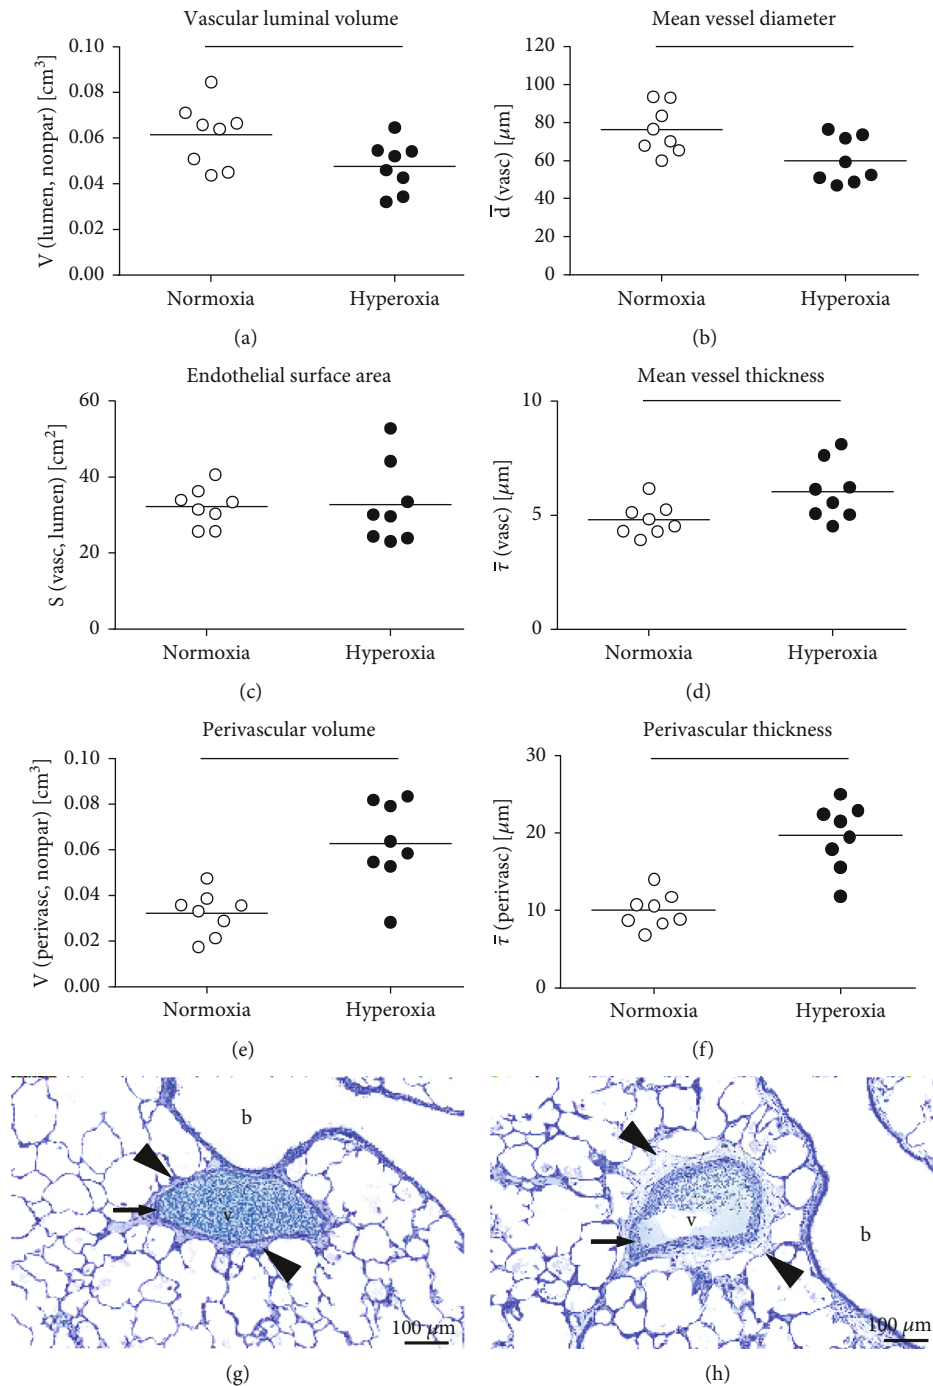 Vascular luminal volume
V (lumen, nonpar) [cm³]
0.10
0.08
0.06
0.04
0.02
0.00
Normoxia
Hyperoxia
(a)
Mean vessel diameter
d̅ (vasc) [μm]
120
100
80
60
40
20
0
Normoxia
Hyperoxia
(b)
Endothelial surface area
S (vasc, lumen) [cm²]
60
40
20
0
Normoxia
Hyperoxia
(c)
Mean vessel thickness
τ̅ (vasc) [μm]
10
5
0
Normoxia
Hyperoxia
(d)
Perivascular volume
V (perivasc, nonpar) [cm³]
0.10
0.08
0.06
0.04
0.02
0.00
Normoxia
Hyperoxia
(e)
Perivascular thickness
τ̅ (perivasc) [μm]
30
20
10
0
Normoxia
Hyperoxia
(f)
b
v
100 μm
(g)
v
b
100 μm
(h)